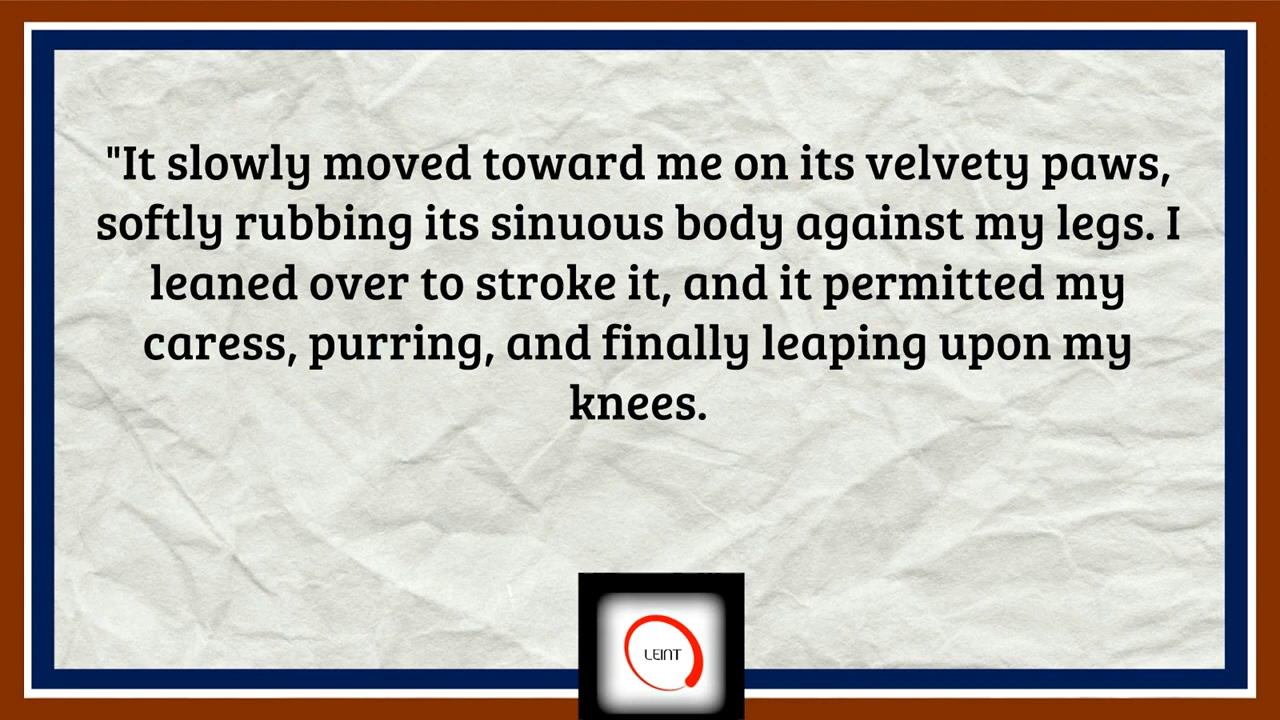 "It slowly moved toward me on its velvety paws,
softly rubbing its sinuous body against my legs. I
leaned over to stroke it, and it permitted my
caress, purring, and finally leaping upon my
knees.
LEINT